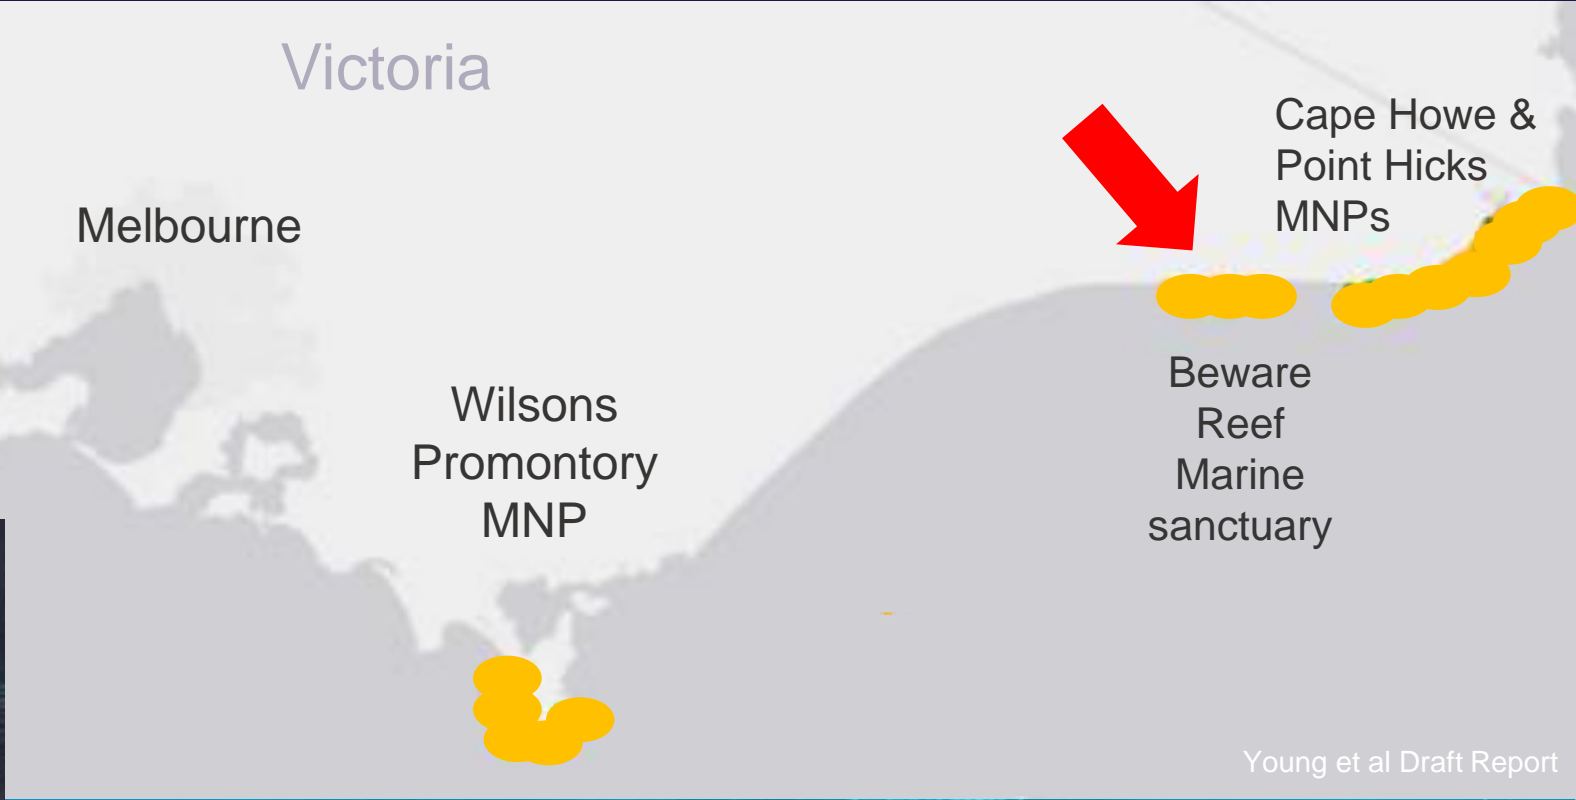 Victoria
Cape Howe &
Point Hicks
MNPs
Melbourne
Wilsons
Promontory
MNP
Beware
Reef
Marine
sanctuary
Young et al Draft Report